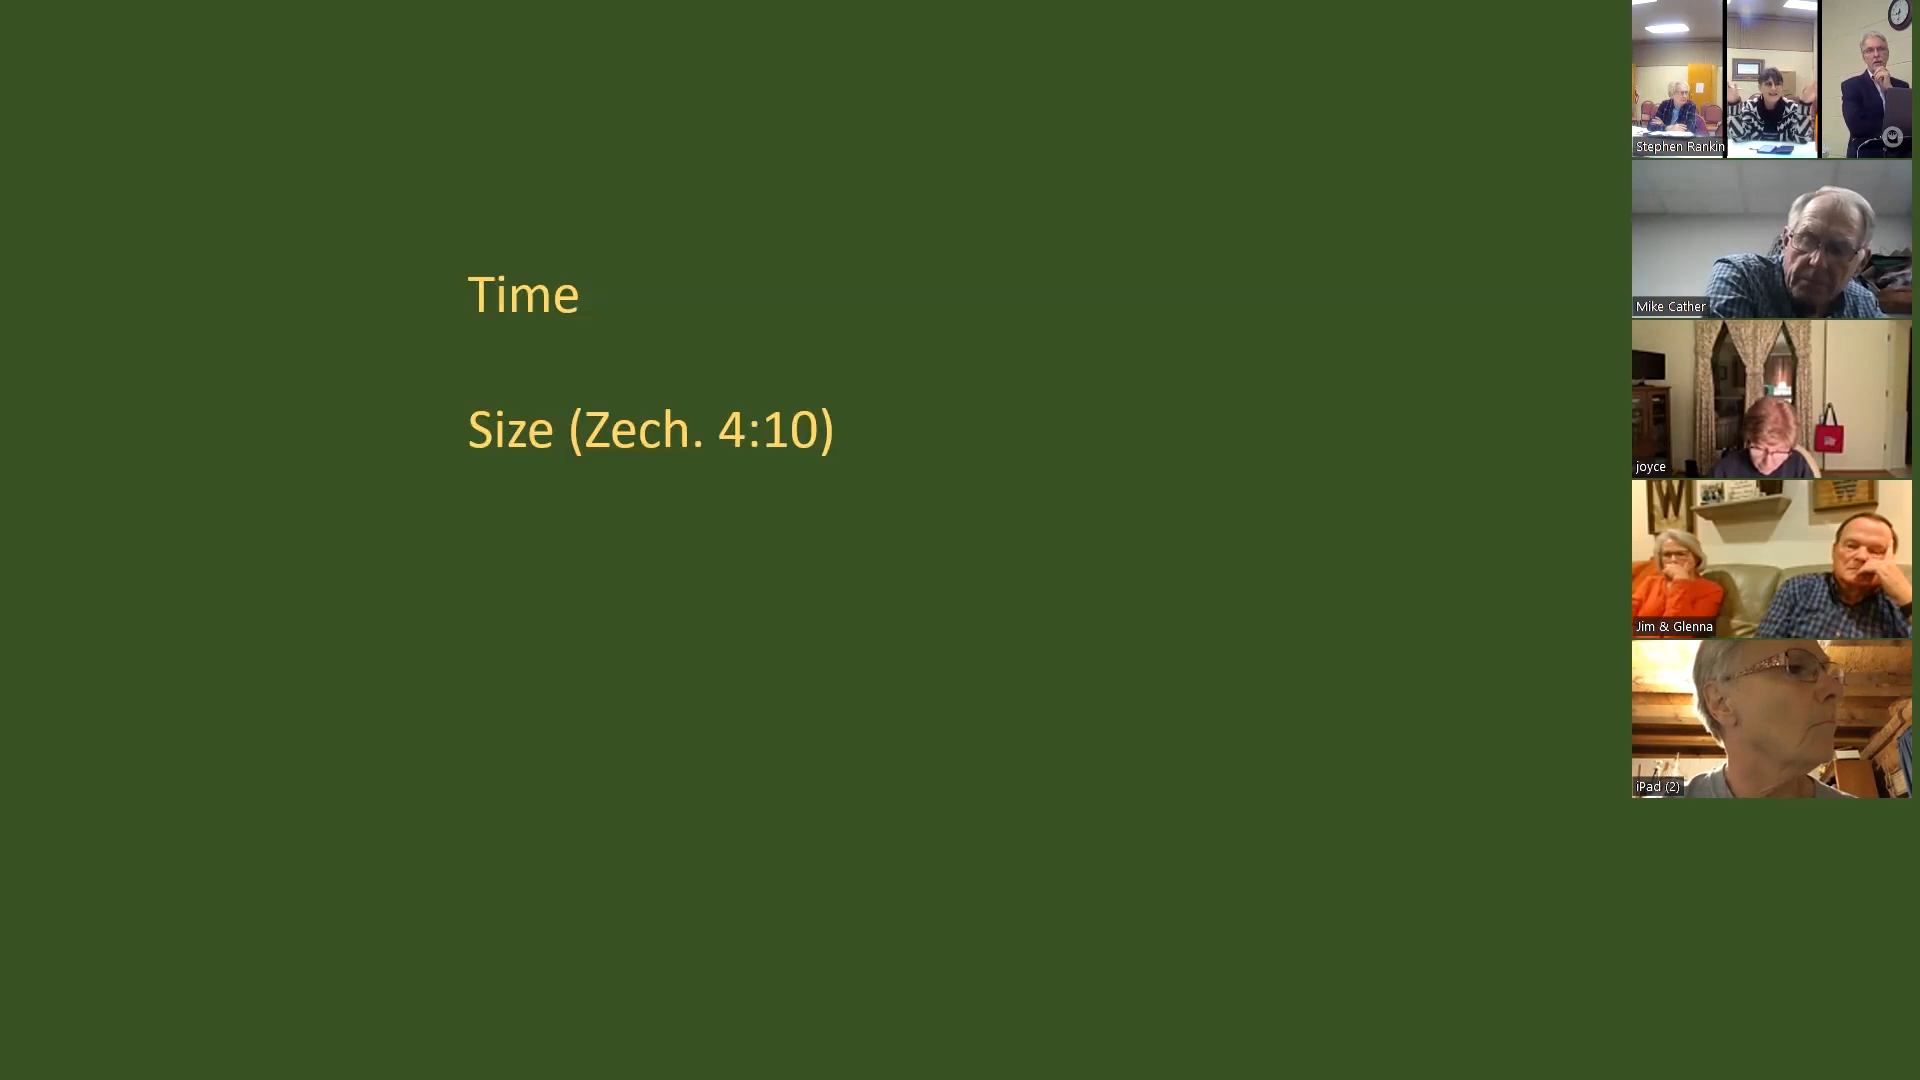 Time
Size (Zech. 4:10)
Stephen Rankin
Mike Cather
joyce
W
Jim & Glenna
iPad (2)